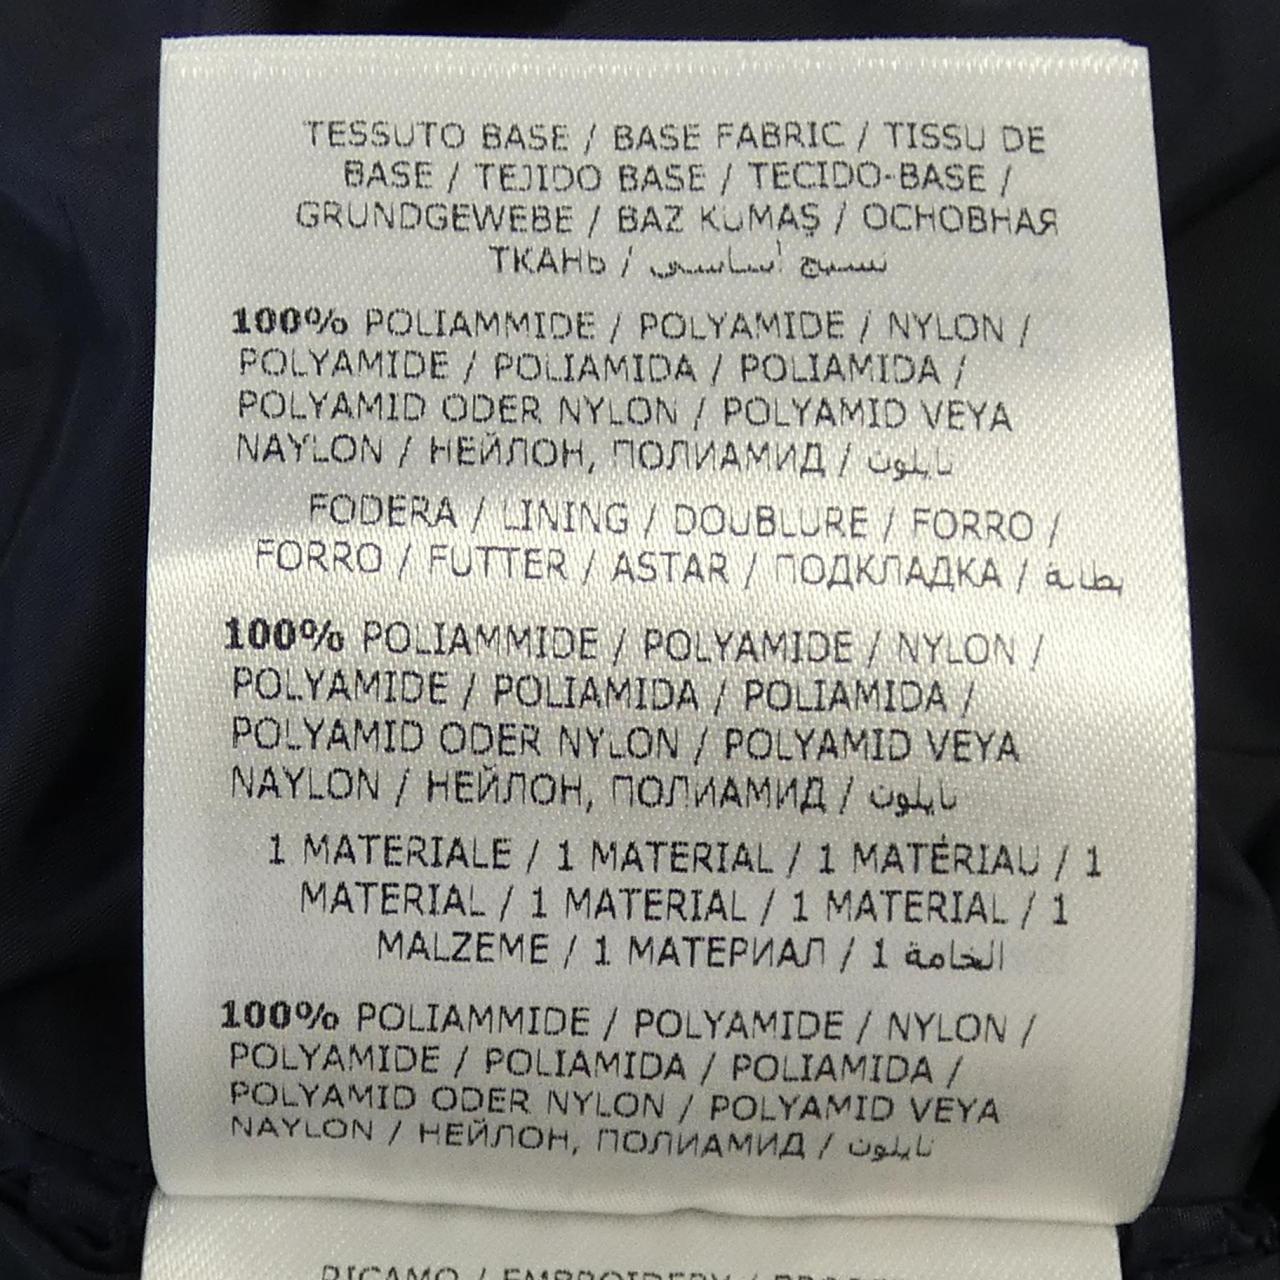 TESSUTO BASE / BASE FABRIC / TISSU DE
BASE / TEJIDO BASE / TECIDO-BASE /
GRUNDGEWEBE / BAZ KUMAŞ / ОСНОВНАЯ
ТКАНЬ / نسيج أساسي
100% POLIAMMIDE / POLYAMIDE / NYLON /
POLYAMIDE / POLIAMIDA / POLIAMIDA /
POLYAMID ODER NYLON / POLYAMID VEYA
NAYLON / НЕЙЛОН, ПОЛИАМИД / نايلون
FODERA / LINING / DOUBLURE / FORRO /
FORRO / FUTTER / ASTAR / ПОДКЛАДКА / بطانة
100% POLIAMMIDE / POLYAMIDE / NYLON /
POLYAMIDE / POLIAMIDA / POLIAMIDA /
POLYAMID ODER NYLON / POLYAMID VEYA
NAYLON / НЕЙЛОН, ПОЛИАМИД / نايلون
1 MATERIALE / 1 MATERIAL / 1 MATÉRIAU / 1
MATERIAL / 1 MATERIAL / 1 MATERIAL / 1
MALZEME / 1 МАТЕРИАЛ / 1 الخامة
100% POLIAMMIDE / POLYAMIDE / NYLON /
POLYAMIDE / POLIAMIDA / POLIAMIDA /
POLYAMID ODER NYLON / POLYAMID VEYA
NAYLON / НЕЙЛОН, ПОЛИАМИД / نايلون
RICAMO / EMBROIDERY /